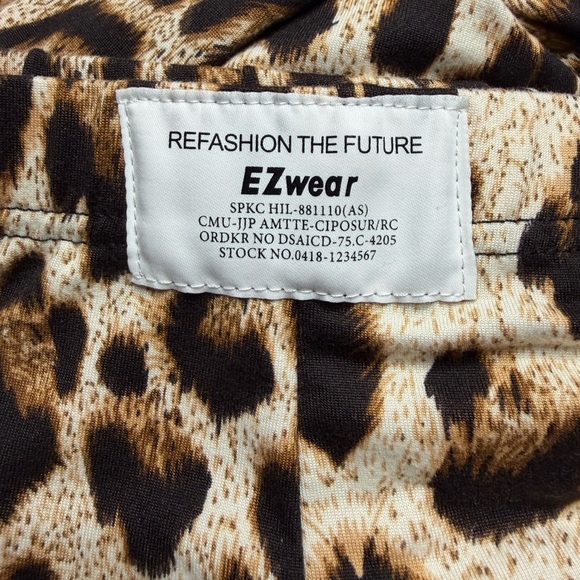 REFASHION THE FUTURE
EZwear
SPKC HIL-881110(AS)
CMU-JJP AMTTE-CIPOSUR/RC
ORDKR NO DSAICD-75.C-4205
STOCK NO.0418-1234567